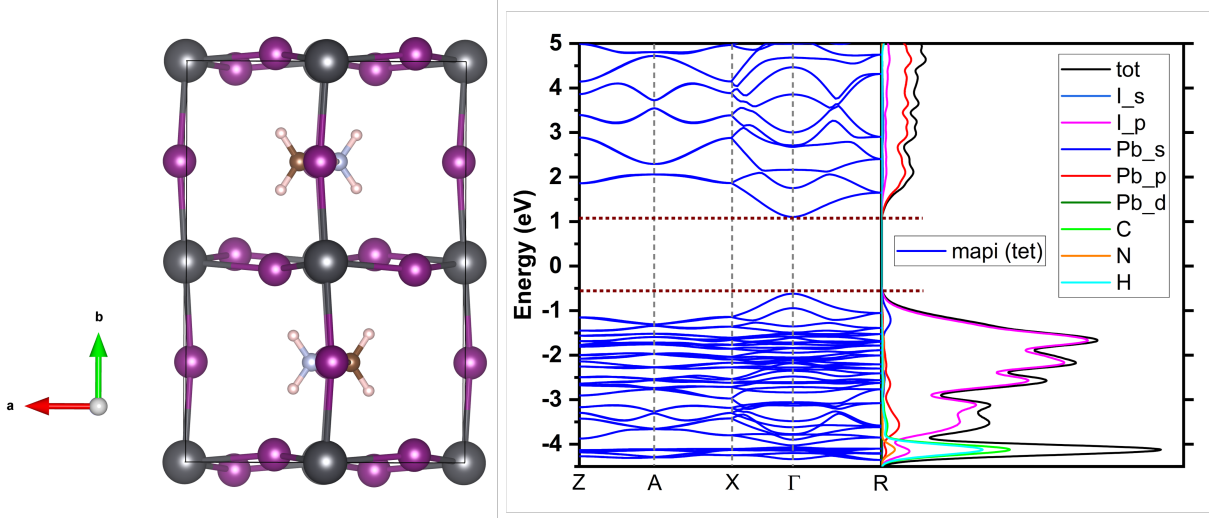 b
a
Energy (eV)
5
4
3
2
1
0
-1
-2
-3
-4
Z
A
X
Γ
R
mapi (tet)
tot
I_s
I_p
Pb_s
Pb_p
Pb_d
C
N
H